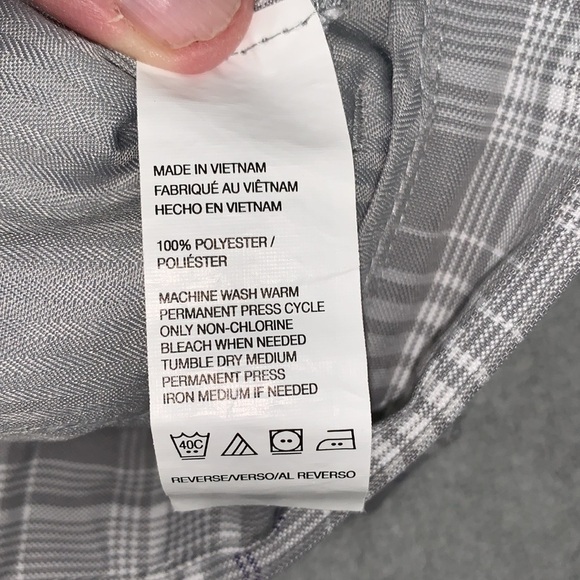 MADE IN VIETNAM
FABRIQUÉ AU VIÊTNAM
HECHO EN VIETNAM
100% POLYESTER /
POLIÉSTER
MACHINE WASH WARM
PERMANENT PRESS CYCLE
ONLY NON-CHLORINE
BLEACH WHEN NEEDED
TUMBLE DRY MEDIUM
PERMANENT PRESS
IRON MEDIUM IF NEEDED
40C
REVERSE/VERSO/AL REVERSO